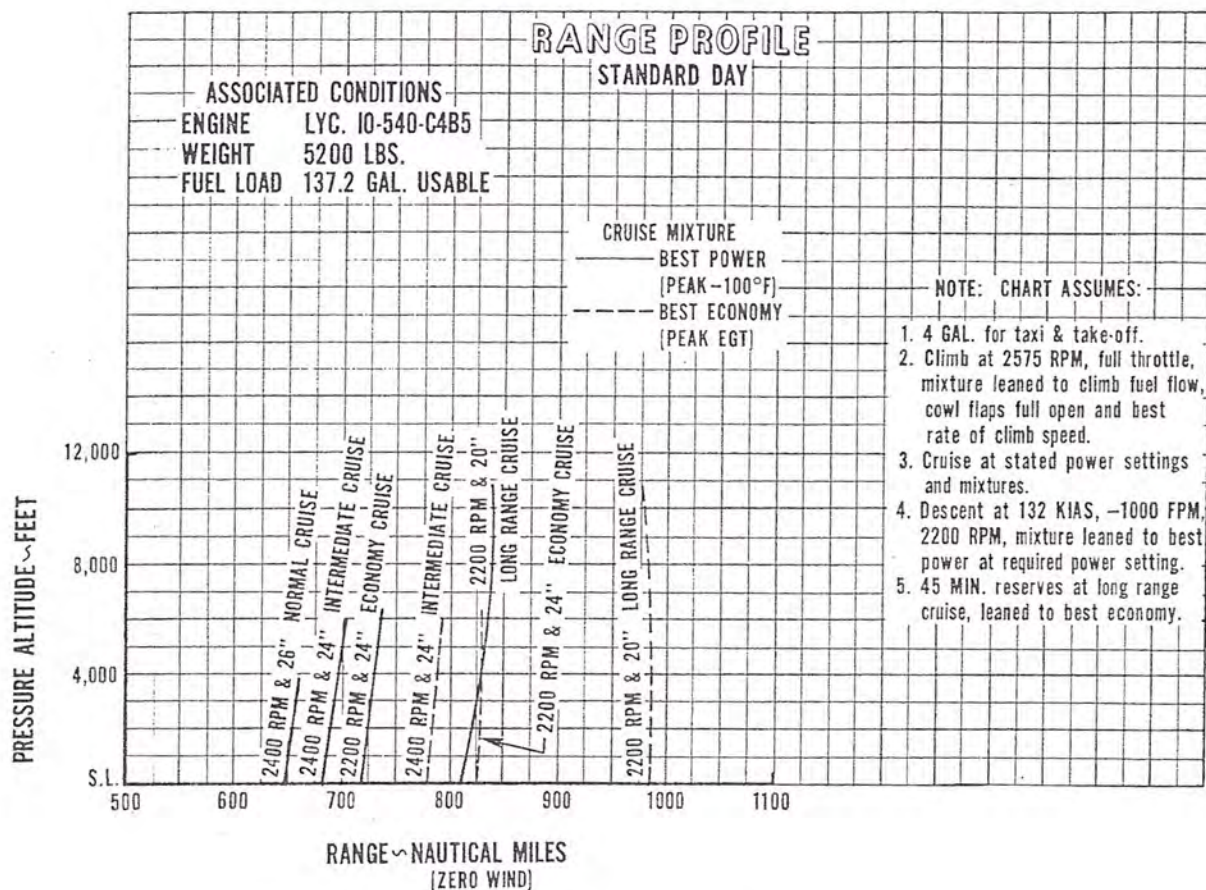 RANGE PROFILE
STANDARD DAY
ASSOCIATED CONDITIONS
ENGINE LYC. IO-540-C4B5
WEIGHT 5200 LBS.
FUEL LOAD 137.2 GAL. USABLE
CRUISE MIXTURE
BEST POWER
(PEAK-100°F)
BEST ECONOMY
(PEAK EGT)
NOTE: CHART ASSUMES:
1. 4 GAL. for taxi & take-off.
2. Climb at 2575 RPM, full throttle,
mixture leaned to climb fuel flow,
cowl flaps full open and best
rate of climb speed.
3. Cruise at stated power settings
and mixtures.
4. Descent at 132 KIAS, -1000 FPM,
2200 RPM, mixture leaned to best
power at required power setting.
5. 45 MIN. reserves at long range
cruise, leaned to best economy.
PRESSURE ALTITUDE~FEET
12,000
8,000
4,000
S.L.
2400 RPM & 26" NORMAL CRUISE
2400 RPM & 24" INTERMEDIATE CRUISE
2200 RPM & 24" ECONOMY CRUISE
2400 RPM & 24" INTERMEDIATE CRUISE
2200 RPM & 20"
LONG RANGE CRUISE
2200 RPM & 24" ECONOMY CRUISE
2200 RPM & 20" LONG RANGE CRUISE
500 600 700 800 900 1000 1100
RANGE~NAUTICAL MILES
(ZERO WIND)